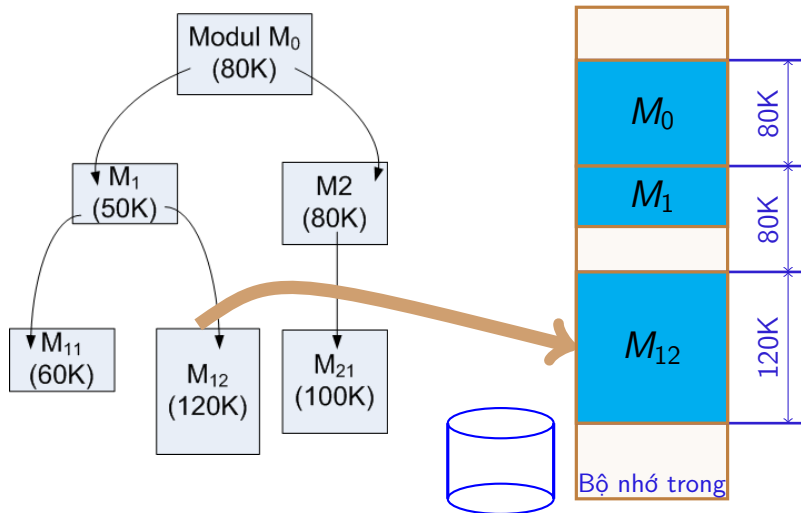 Modul M₀
(80K)
M₁
(50K)
M2
(80K)
M₁₁
(60K)
M₁₂
(120K)
M₂₁
(100K)
M₀
80K
M₁
80K
M₁₂
120K
Bộ nhớ trong